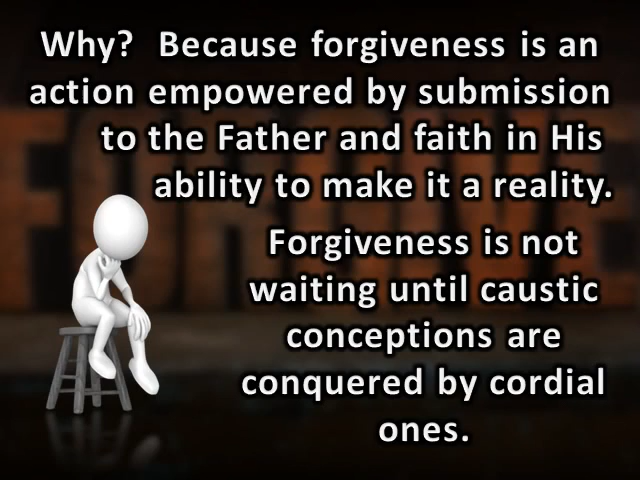 Why? Because forgiveness is an
action empowered by submission
to the Father and faith in His
ability to make it a reality.
Forgiveness is not
waiting until caustic
conceptions are
conquered by cordial
ones.
FORGIVE